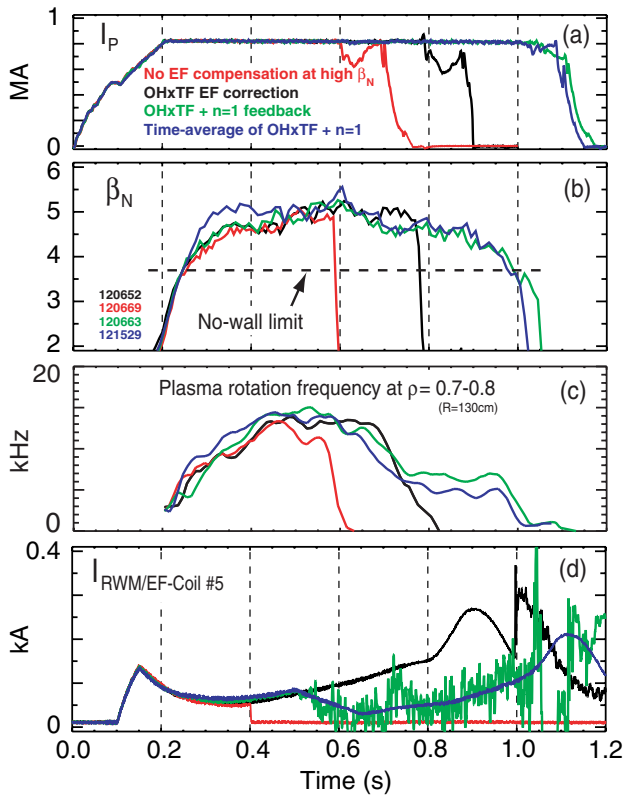 1
I_P
(a)
MA
No EF compensation at high β_N
OHxTF EF correction
OHxTF + n=1 feedback
Time-average of OHxTF + n=1
0
6
β_N
(b)
5
4
3
2
120652
120669
120663
121529
No-wall limit
20
Plasma rotation frequency at ρ= 0.7-0.8
(R=130cm)
(c)
kHz
0
0.4
I_RWM/EF-Coil #5
(d)
kA
0
0.0 0.2 0.4 0.6 0.8 1.0 1.2
Time (s)